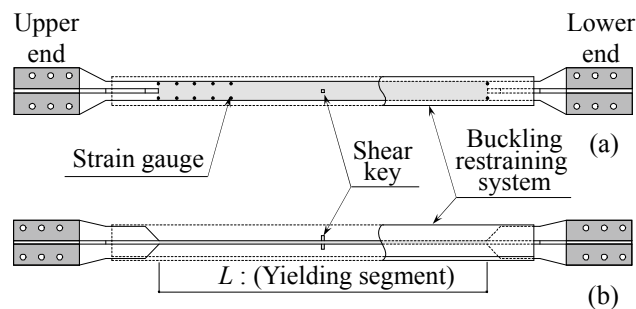 Upper
end
Lower
end
(a)
Strain gauge
Shear
key
Buckling
restraining
system
L : (Yielding segment)
(b)